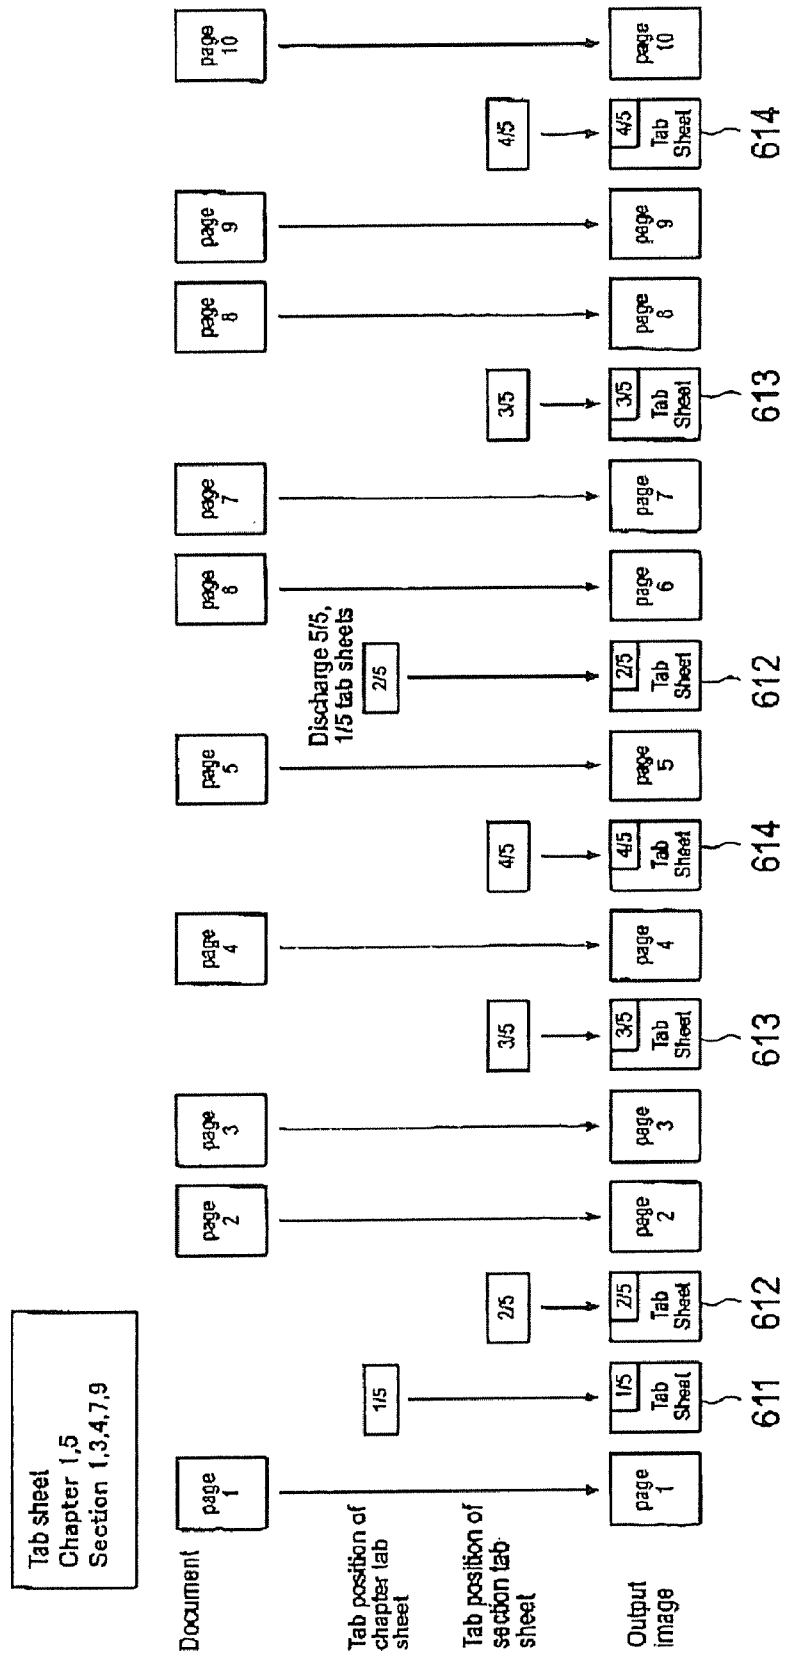 Tab sheet
Chapter 1,5
Section 1,3,4,7,9
Document
page
1
page
2
page
3
page
4
page
5
page
6
page
7
page
8
page
9
page
10
Tab position of
chapter tab
sheet
1/5
Discharge 5/5,
1/5 tab sheets
2/5
Tab position of
section tab
sheet
2/5
3/5
4/5
3/5
4/5
Output
image
page
1
1/5
Tab
Sheet
2/5
Tab
Sheet
page
2
page
3
3/5
Tab
Sheet
page
4
4/5
Tab
Sheet
page
5
2/5
Tab
Sheet
page
6
page
7
3/5
Tab
Sheet
page
8
page
9
4/5
Tab
Sheet
page
10
611
612
613
614
612
613
614